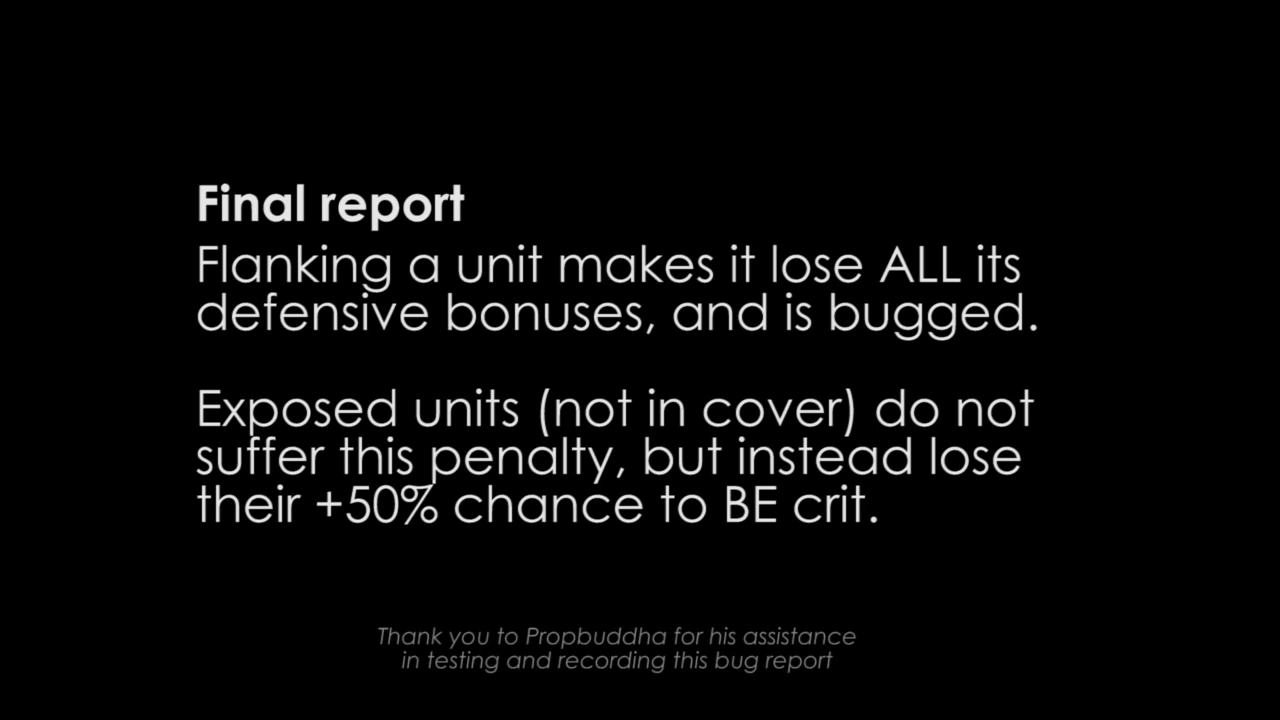 Final report
Flanking a unit makes it lose ALL its
defensive bonuses, and is bugged.
Exposed units (not in cover) do not
suffer this penalty, but instead lose
their +50% chance to BE crit.
Thank you to Propbuddha for his assistance
in testing and recording this bug report